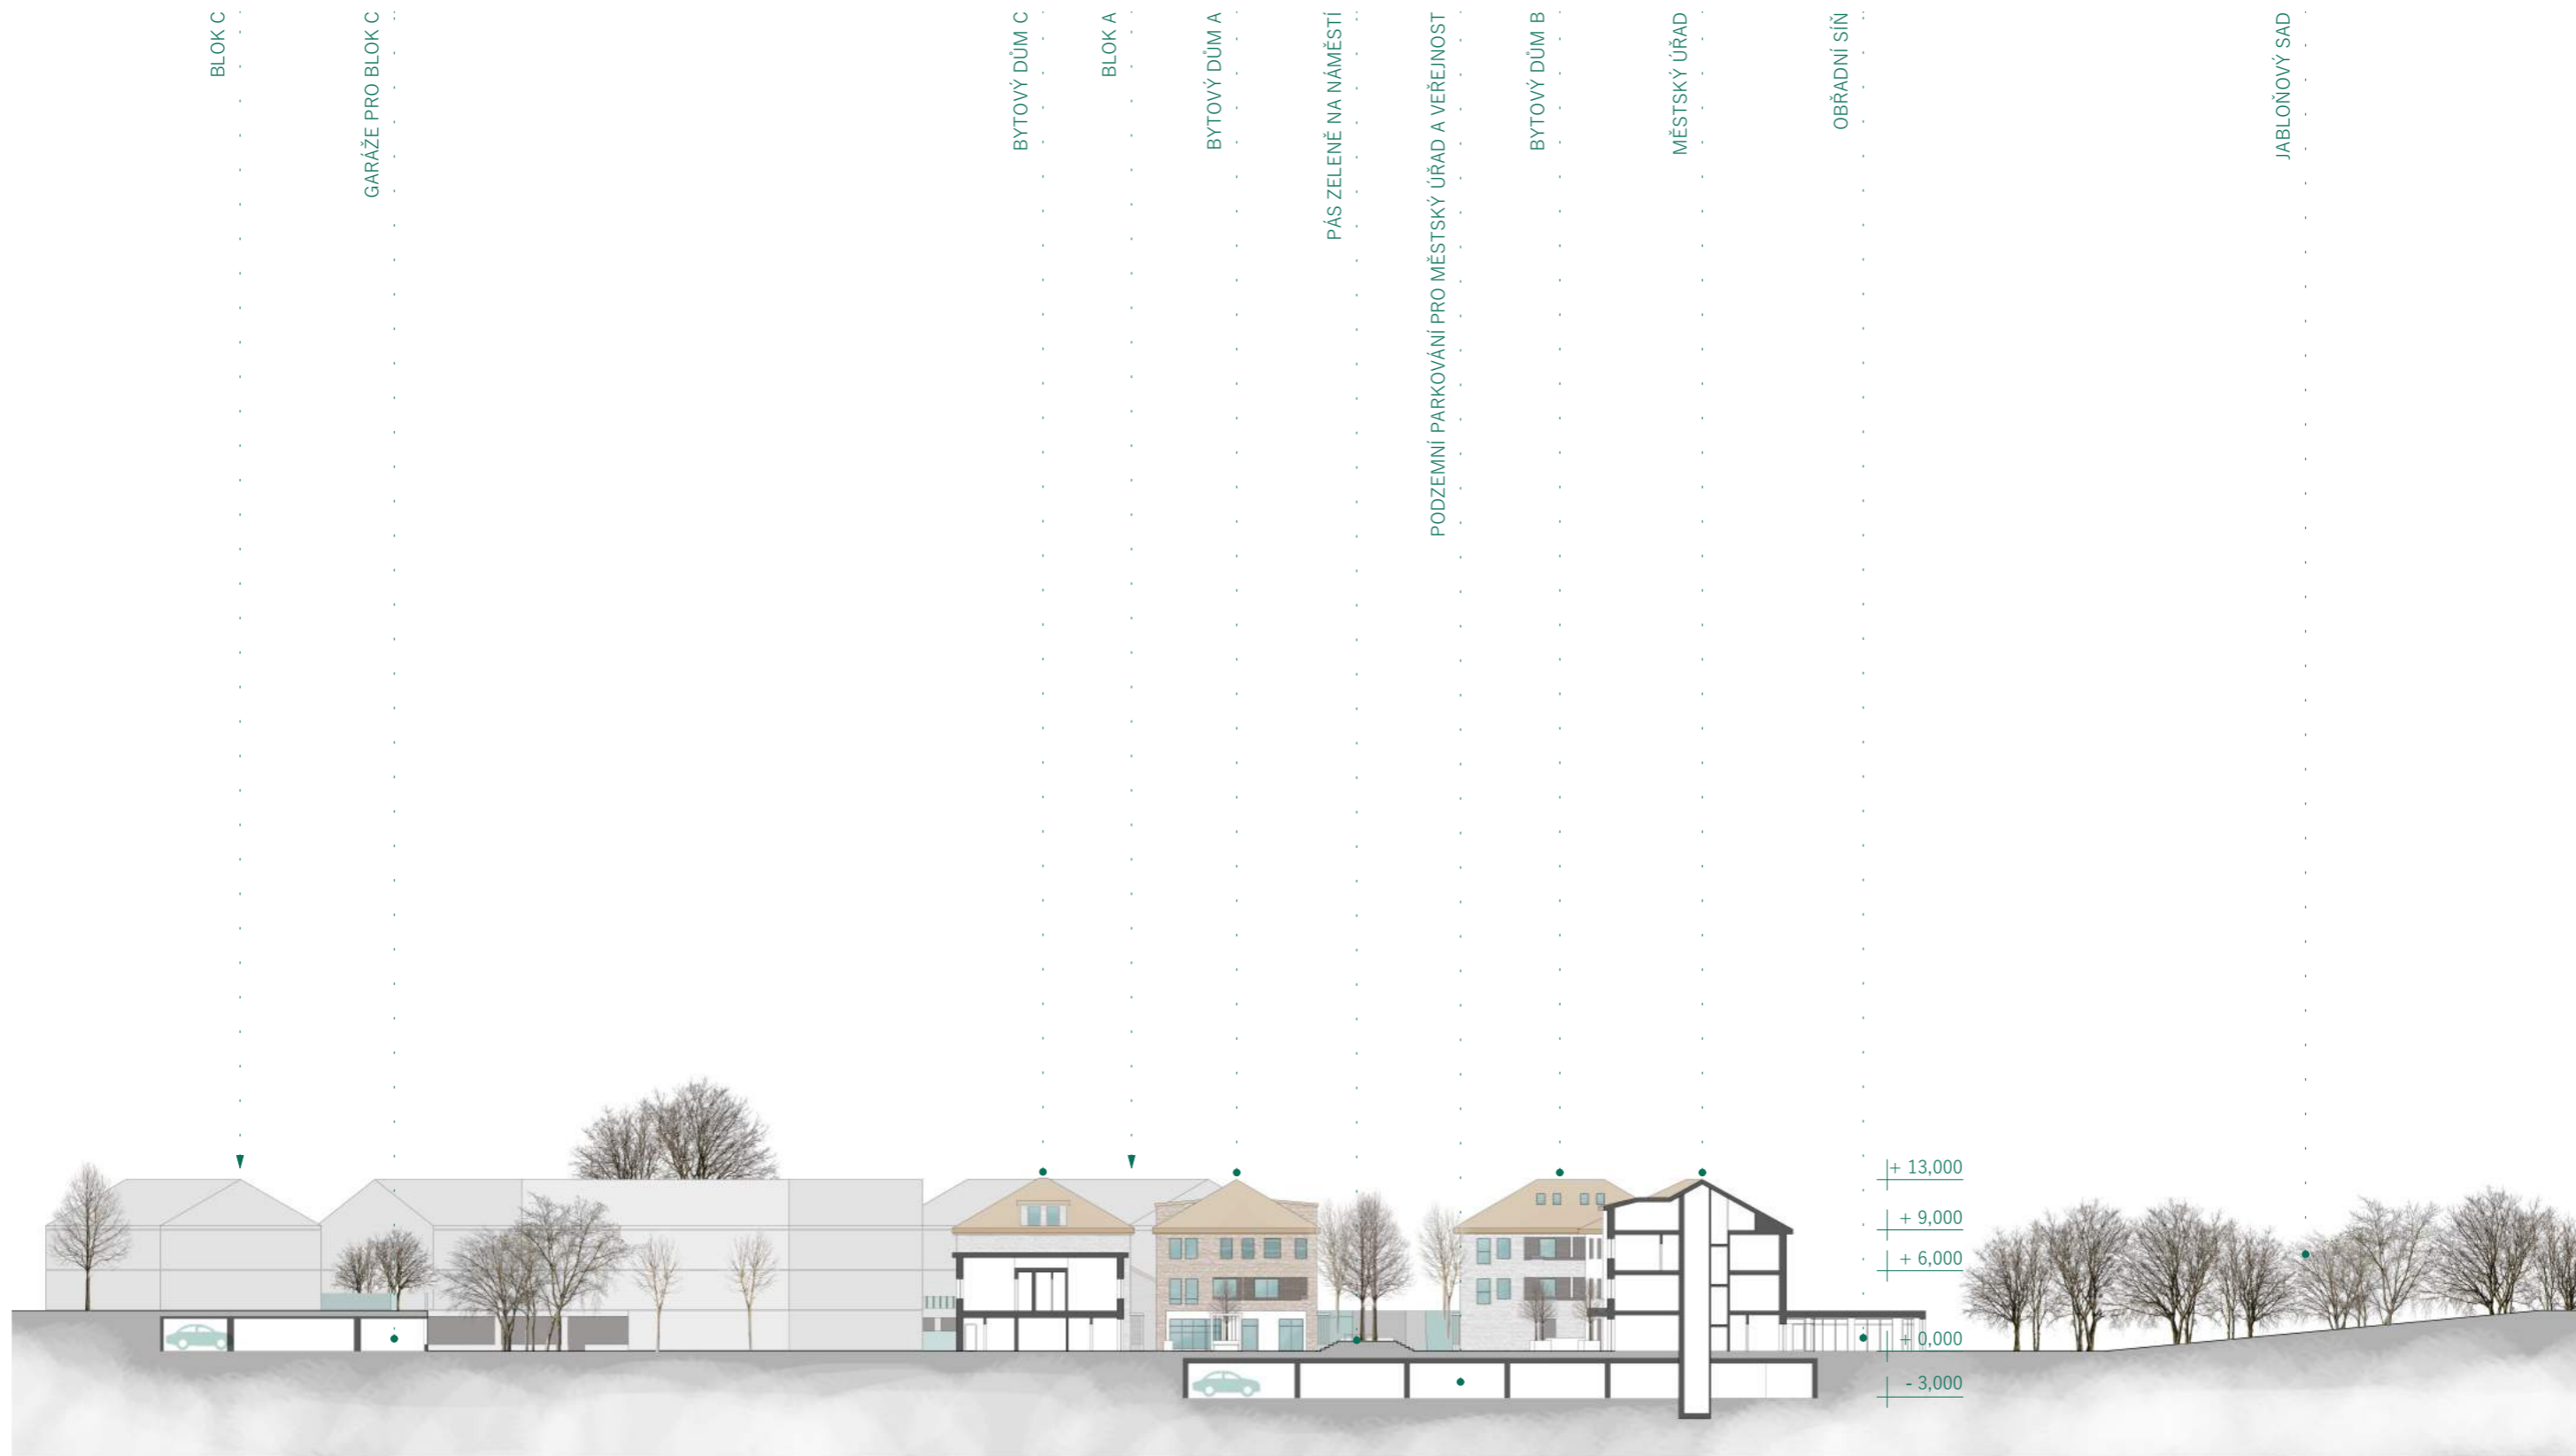 BLOK C
GARÁŽE PRO BLOK C
BYTOVÝ DŮM C
BLOK A
BYTOVÝ DŮM A
PÁS ZELENĚ NA NÁMĚSTÍ
PODZEMNÍ PARKOVÁNÍ PRO MĚSTSKÝ ÚŘAD A VEŘEJNOST
BYTOVÝ DŮM B
MĚSTSKÝ ÚŘAD
OBŘADNÍ SÍŇ
JABLOŇOVÝ SAD
+ 13,000
+ 9,000
+ 6,000
+ 0,000
- 3,000